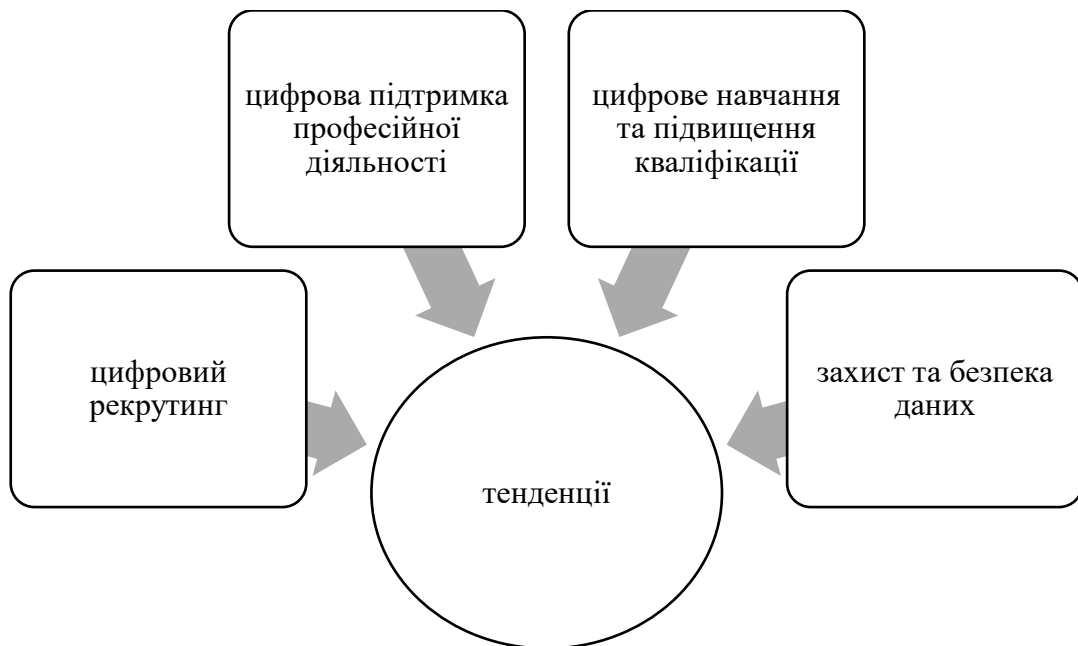 цифрова підтримка
професійної
діяльності
цифрове навчання
та підвищення
кваліфікації
цифровий
рекрутинг
захист та безпека
даних
тенденції